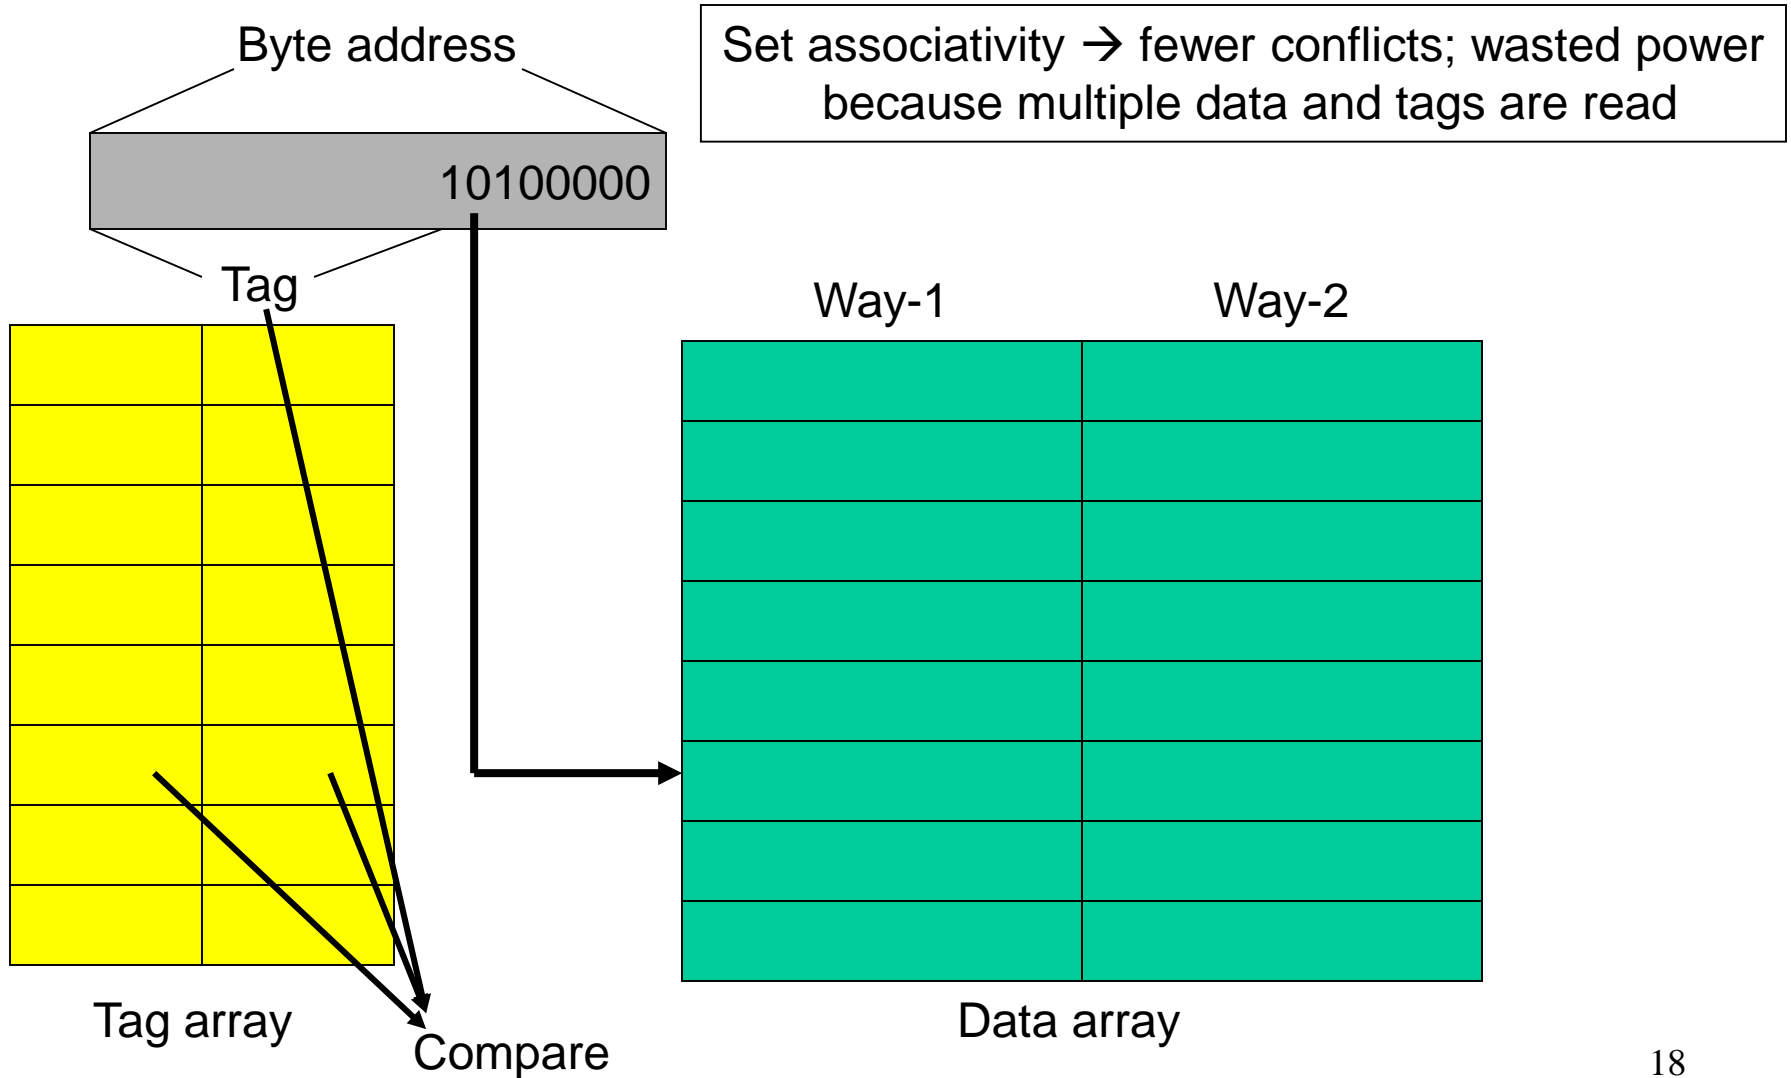 Byte address
Set associativity → fewer conflicts; wasted power
because multiple data and tags are read
10100000
Tag
Way-1
Way-2
Tag array
Data array
Compare
18